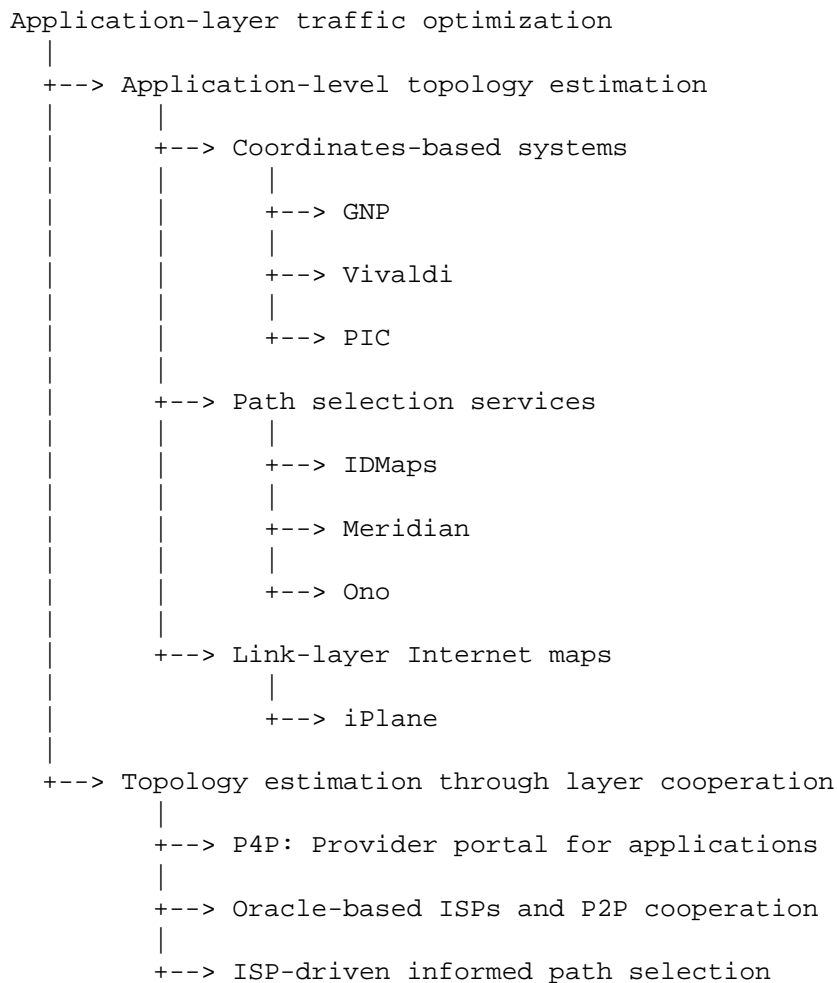 Application-layer traffic optimization
|
+--> Application-level topology estimation
| |
| +--> Coordinates-based systems
| | |
| | +--> GNP
| | |
| | +--> Vivaldi
| | |
| | +--> PIC
| |
| +--> Path selection services
| | |
| | +--> IDMaps
| | |
| | +--> Meridian
| | |
| | +--> Ono
| |
| +--> Link-layer Internet maps
| |
| +--> iPlane
|
+--> Topology estimation through layer cooperation
|
+--> P4P: Provider portal for applications
|
+--> Oracle-based ISPs and P2P cooperation
|
+--> ISP-driven informed path selection